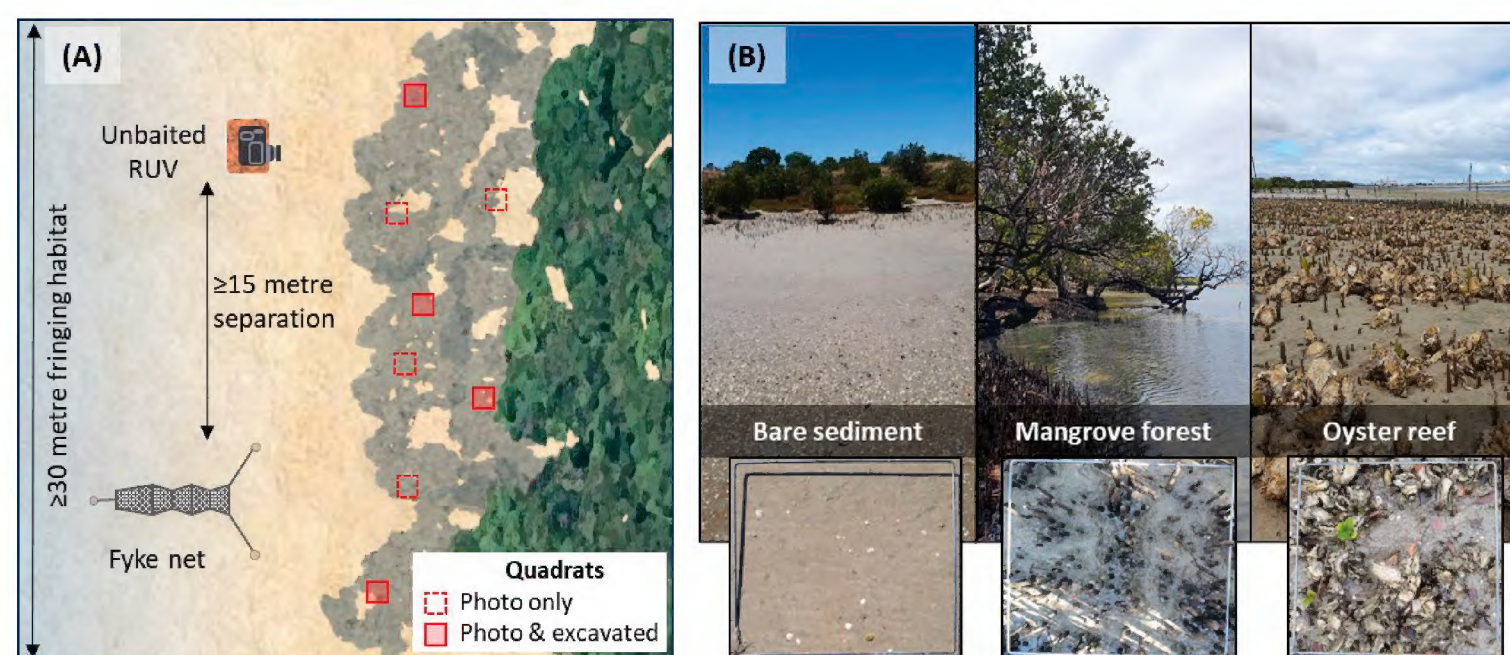 (A)
Unbaited
RUV
≥30 metre fringing habitat
≥15 metre
separation
Fyke net
Quadrats
Photo only
Photo & excavated
(B)
Bare sediment
Mangrove forest
Oyster reef